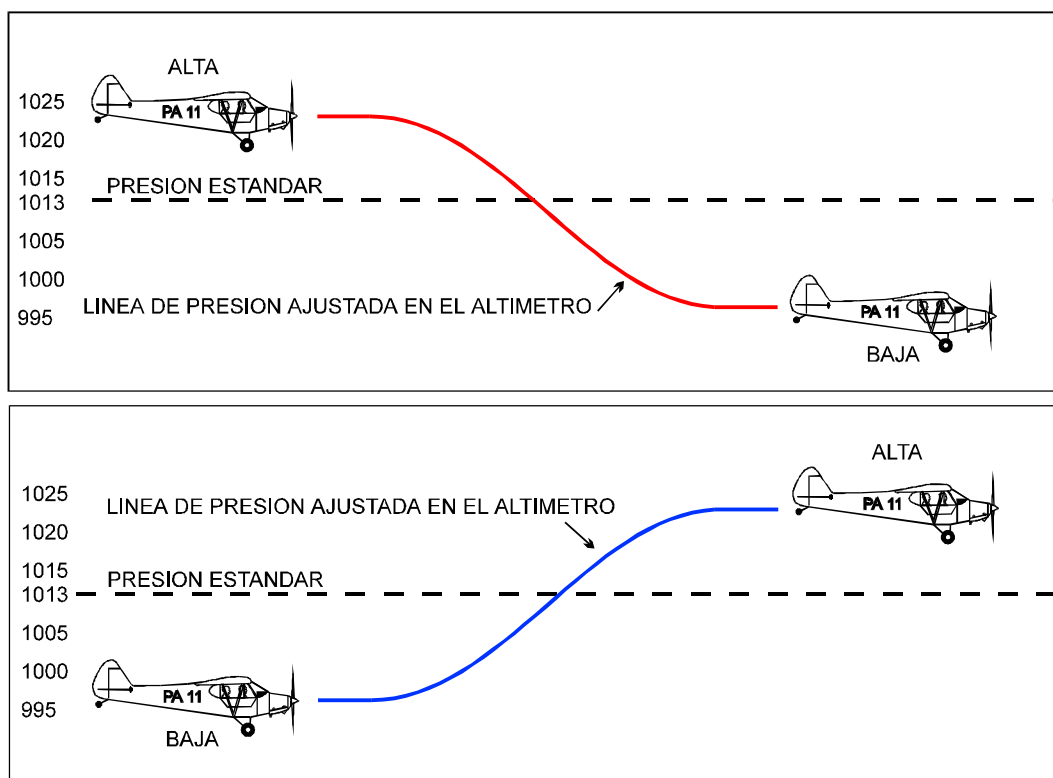 ALTA
1025
PA 11
1020
1015
PRESION ESTANDAR
1013
1005
1000
LINEA DE PRESION AJUSTADA EN EL ALTIMETRO
995
PA 11
BAJA
ALTA
1025
LINEA DE PRESION AJUSTADA EN EL ALTIMETRO
PA 11
1020
1015
PRESION ESTANDAR
1013
1005
1000
PA 11
995
BAJA